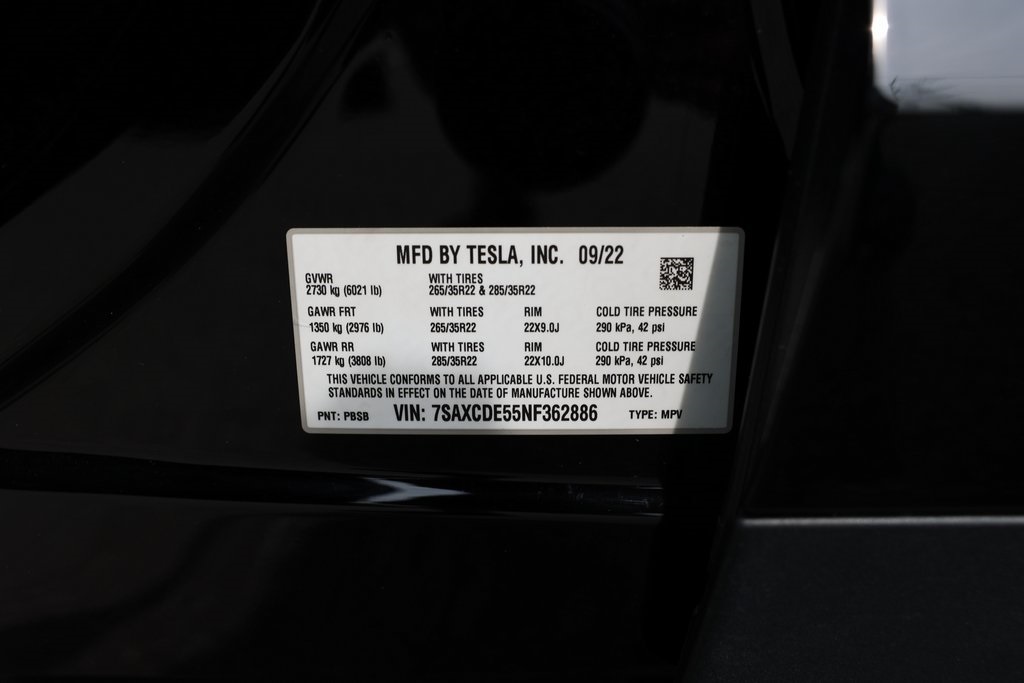 MFD BY TESLA, INC. 09/22
GVWR WITH TIRES
2730 kg (6021 lb) 265/35R22 & 285/35R22
GAWR FRT WITH TIRES RIM COLD TIRE PRESSURE
1350 kg (2976 lb) 265/35R22 22X9.0J 290 kPa, 42 psi
GAWR RR WITH TIRES RIM COLD TIRE PRESSURE
1727 kg (3808 lb) 285/35R22 22X10.0J 290 kPa, 42 psi
THIS VEHICLE CONFORMS TO ALL APPLICABLE U.S. FEDERAL MOTOR VEHICLE SAFETY
STANDARDS IN EFFECT ON THE DATE OF MANUFACTURE SHOWN ABOVE.
PNT: PBSB VIN: 7SAXCDE55NF362886 TYPE: MPV